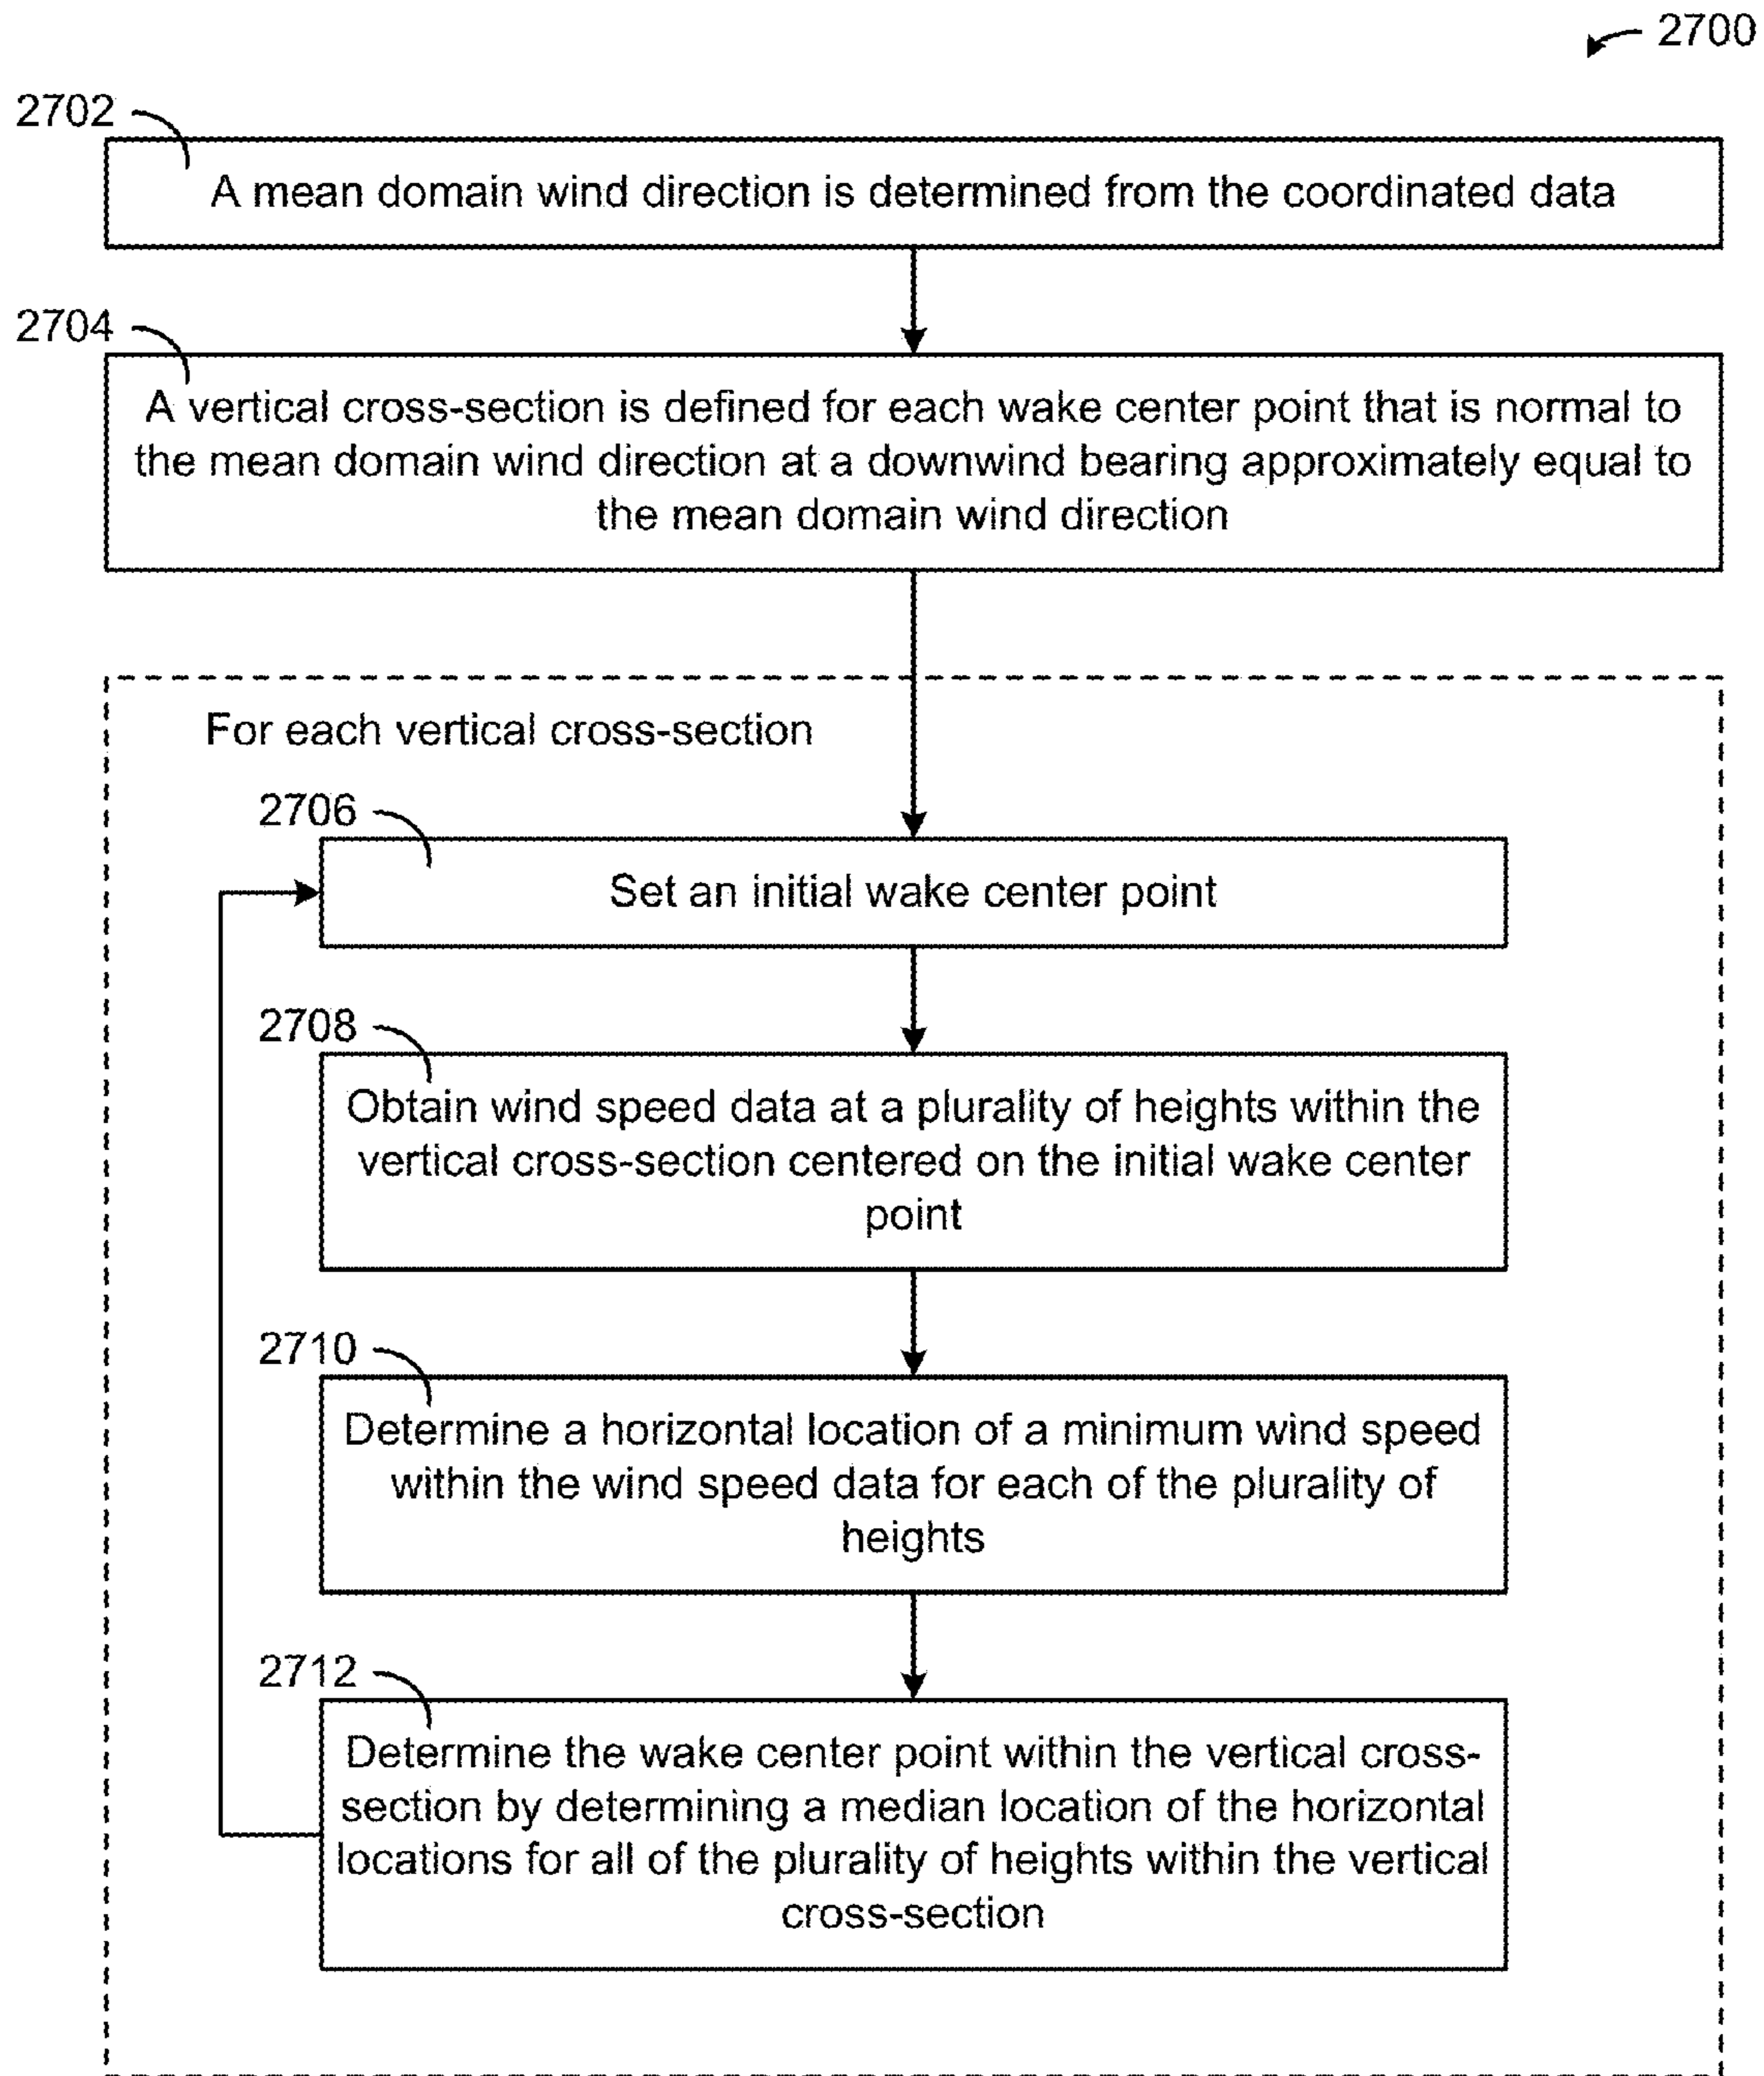 2700
2702
A mean domain wind direction is determined from the coordinated data
2704
A vertical cross-section is defined for each wake center point that is normal to
the mean domain wind direction at a downwind bearing approximately equal to
the mean domain wind direction
For each vertical cross-section
2706
Set an initial wake center point
2708
Obtain wind speed data at a plurality of heights within the
vertical cross-section centered on the initial wake center
point
2710
Determine a horizontal location of a minimum wind speed
within the wind speed data for each of the plurality of
heights
2712
Determine the wake center point within the vertical cross-
section by determining a median location of the horizontal
locations for all of the plurality of heights within the vertical
cross-section